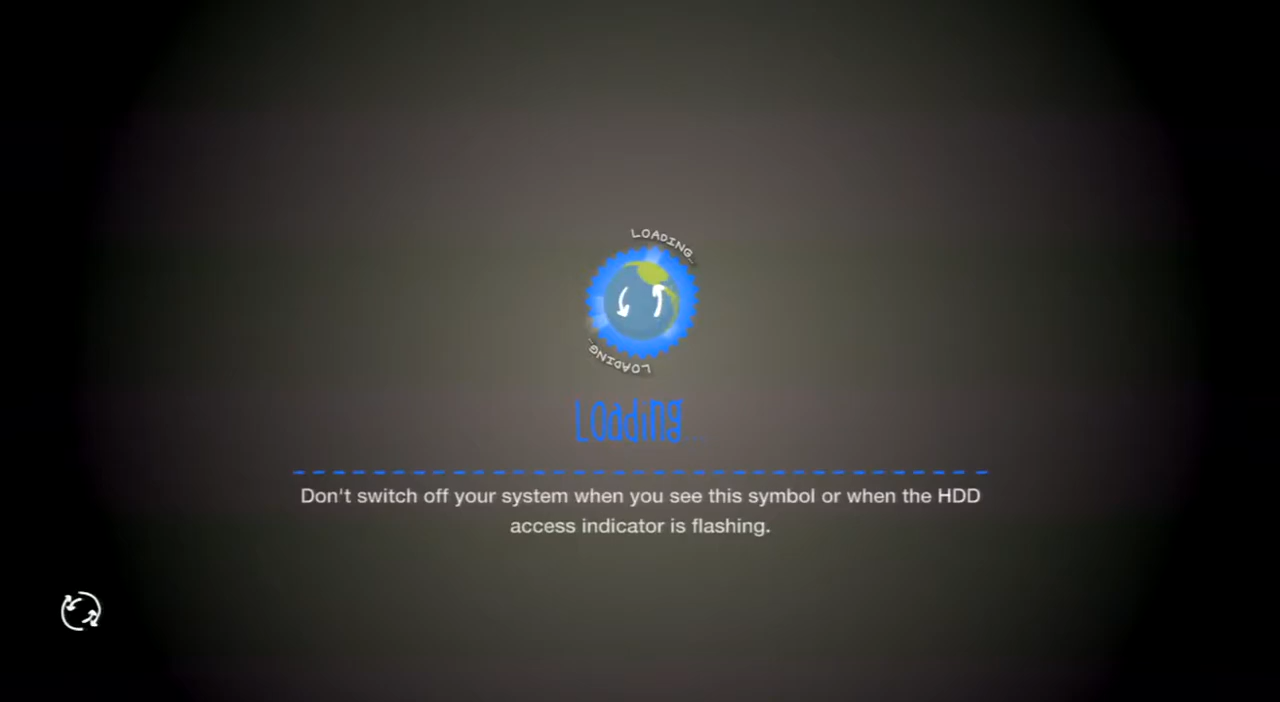 LOADING...
LOADING...
Loading...
Don't switch off your system when you see this symbol or when the HDD
access indicator is flashing.